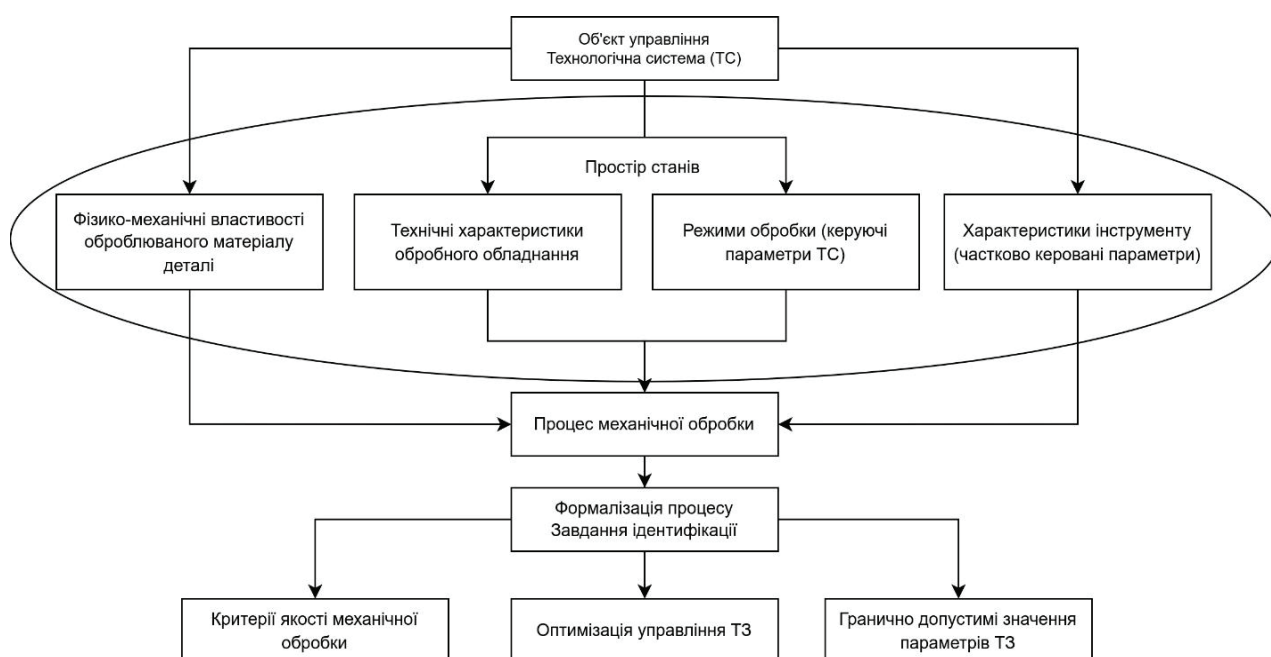 Об'єкт управління
Технологічна система (ТС)
Простір станів
Фізико-механічні властивості
оброблюваного матеріалу
деталі
Технічні характеристики
обробного обладнання
Режими обробки (керуючі
параметри ТС)
Характеристики інструменту
(частково керовані параметри)
Процес механічної обробки
Формалізація процесу
Завдання ідентифікації
Критерії якості механічної
обробки
Оптимізація управління ТЗ
Гранично допустимі значення
параметрів ТЗ